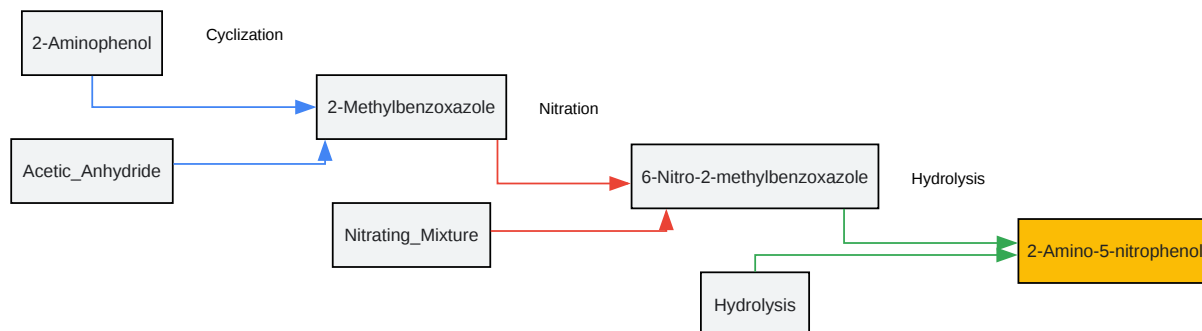 2-Aminophenol
Cyclization
2-Methylbenzoxazole
Nitration
Acetic_Anhydride
6-Nitro-2-methylbenzoxazole
Hydrolysis
Nitrating_Mixture
2-Amino-5-nitrophenol
Hydrolysis